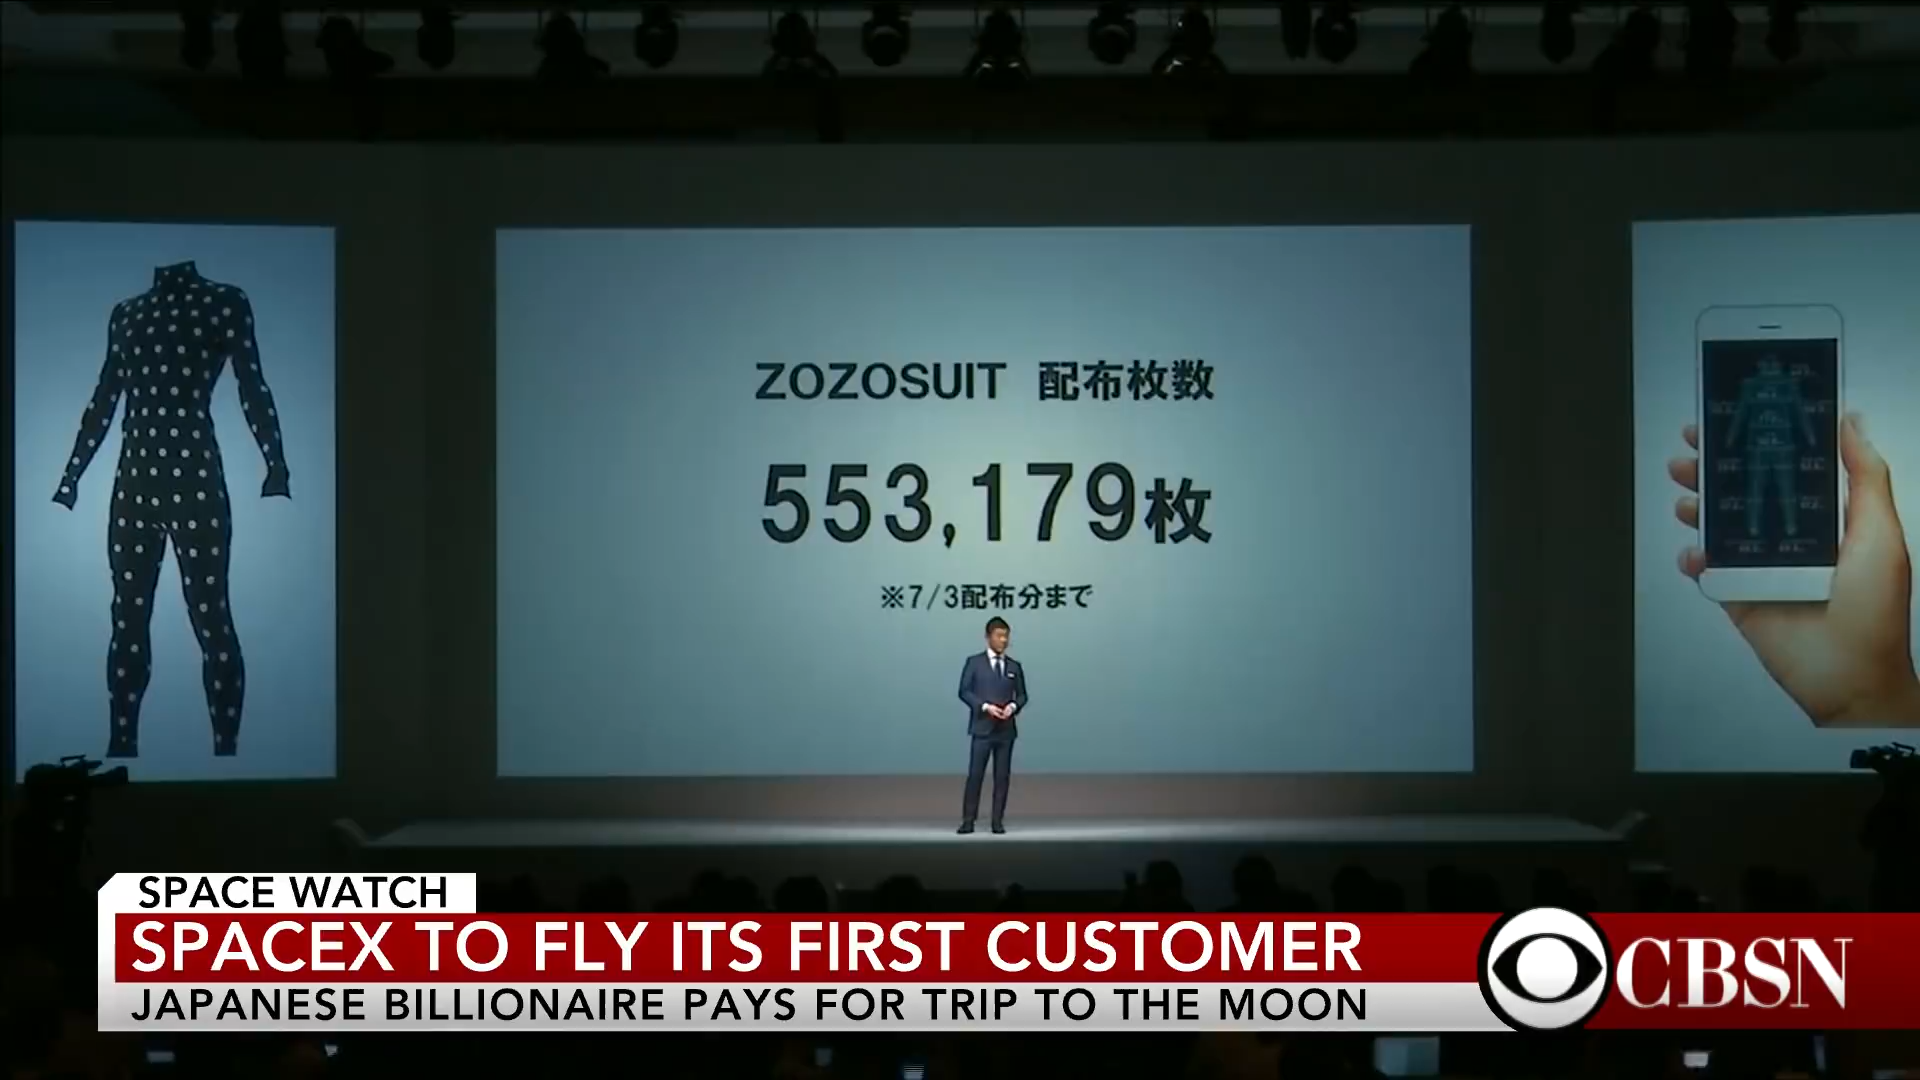 ZOZOSUIT 配布枚数
553,179枚
※7/3配布分まで
SPACE WATCH
SPACEX TO FLY ITS FIRST CUSTOMER
JAPANESE BILLIONAIRE PAYS FOR TRIP TO THE MOON
CBSN